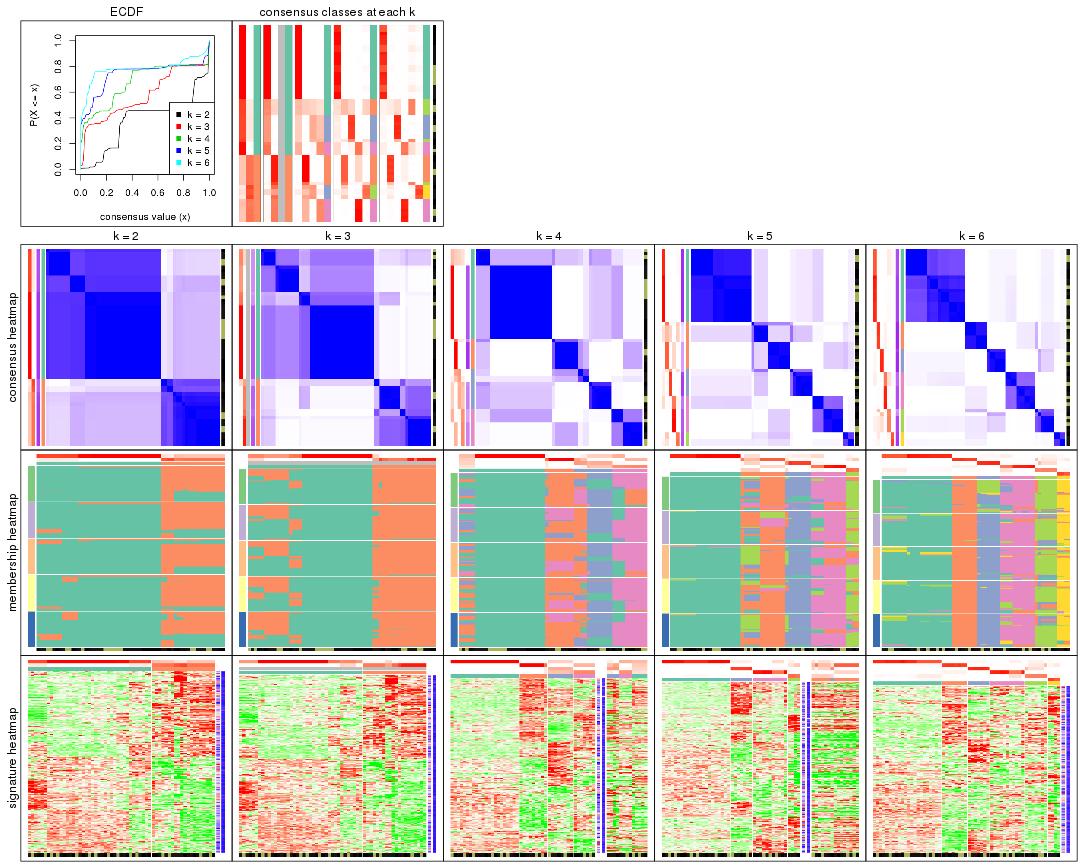 ECDF
consensus classes at each k
P(X <= x)
0.0 0.2 0.4 0.6 0.8 1.0
k = 2
k = 3
k = 4
k = 5
k = 6
0.0 0.2 0.4 0.6 0.8 1.0
consensus value (x)
k = 2 k = 3 k = 4 k = 5 k = 6
consensus heatmap
membership heatmap
signature heatmap